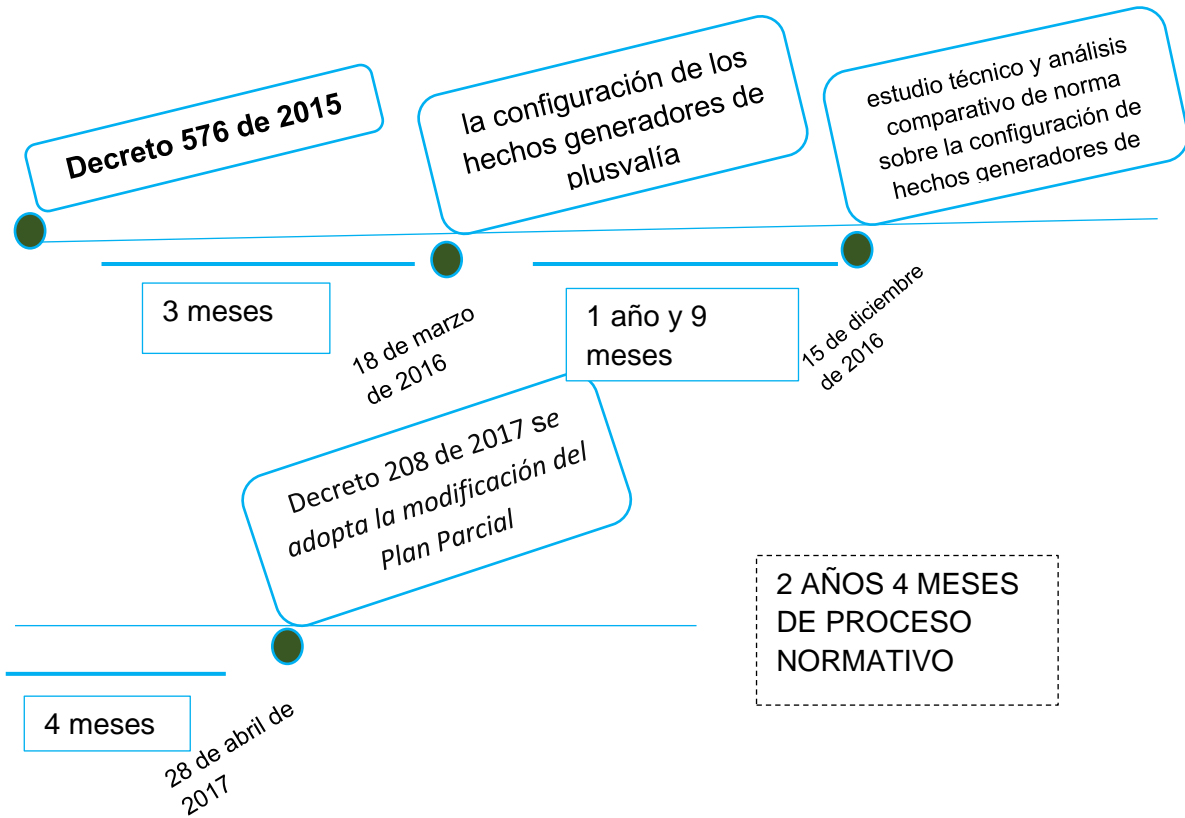 Decreto 576 de 2015
la configuración de los
hechos generadores de
plusvalía
estudio técnico y análisis
comparativo de norma
sobre la configuración de
hechos generadores de
3 meses
18 de marzo
de 2016
1 año y 9
meses
15 de diciembre
de 2016
Decreto 208 de 2017 se
adopta la modificación del
Plan Parcial
4 meses
28 de abril de
2017
2 AÑOS 4 MESES
DE PROCESO
NORMATIVO